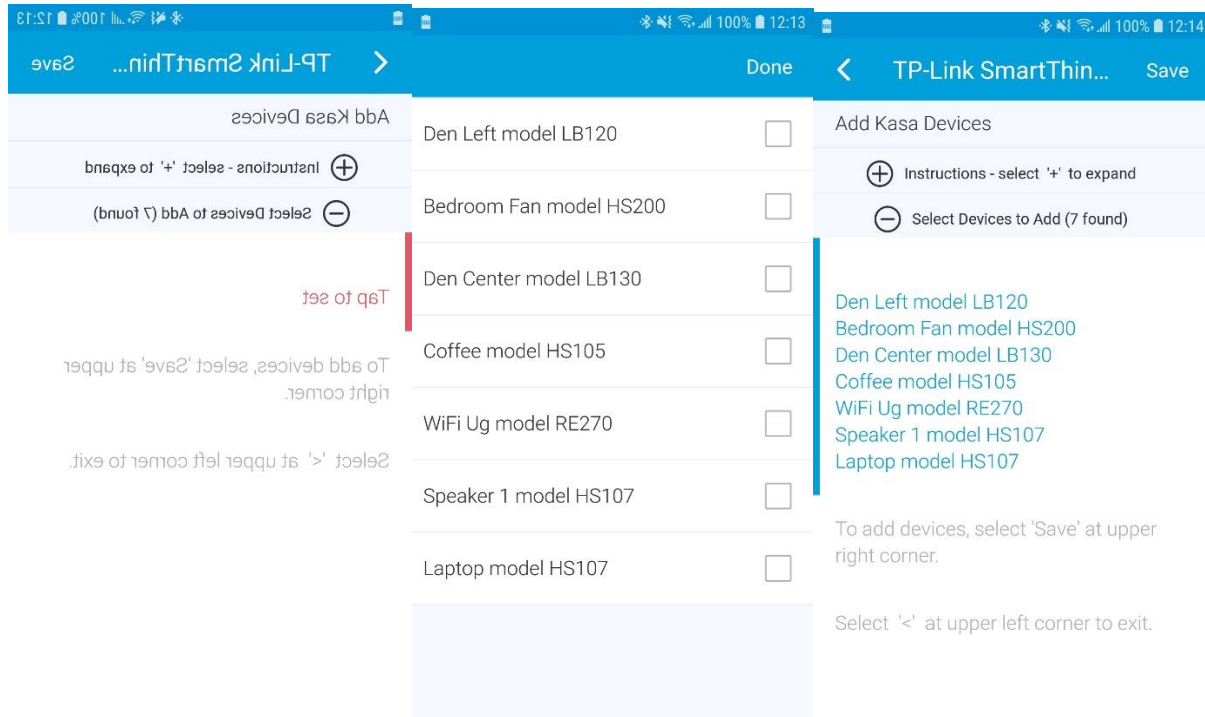 100% 12:13
TP-Link SmartThin...
Save
Add Kasa Devices
Instructions - select '+' to expand
Select Devices to Add (7 found)
Tap to set
To add devices, select 'Save' at upper
right corner.
Select '<' at upper left corner to exit.
100% 12:13
Done
Den Left model LB120
Bedroom Fan model HS200
Den Center model LB130
Coffee model HS105
WiFi Ug model RE270
Speaker 1 model HS107
Laptop model HS107
100% 12:14
TP-Link SmartThin...
Save
Add Kasa Devices
Instructions - select '+' to expand
Select Devices to Add (7 found)
Den Left model LB120
Bedroom Fan model HS200
Den Center model LB130
Coffee model HS105
WiFi Ug model RE270
Speaker 1 model HS107
Laptop model HS107
To add devices, select 'Save' at upper
right corner.
Select '<' at upper left corner to exit.